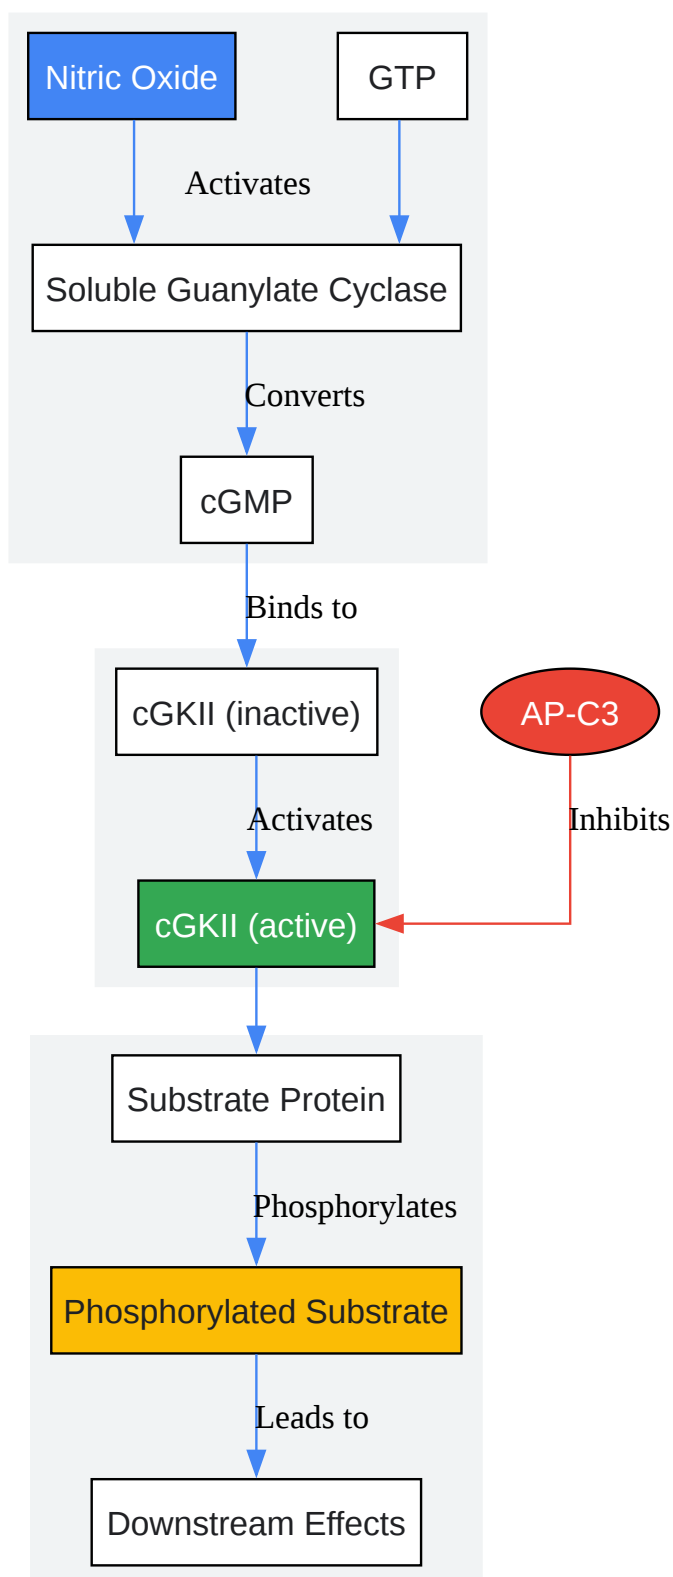 Nitric Oxide
GTP
Activates
Soluble Guanylate Cyclase
Converts
cGMP
Binds to
cGKII (inactive)
AP-C3
Activates
Inhibits
cGKII (active)
Substrate Protein
Phosphorylates
Phosphorylated Substrate
Leads to
Downstream Effects